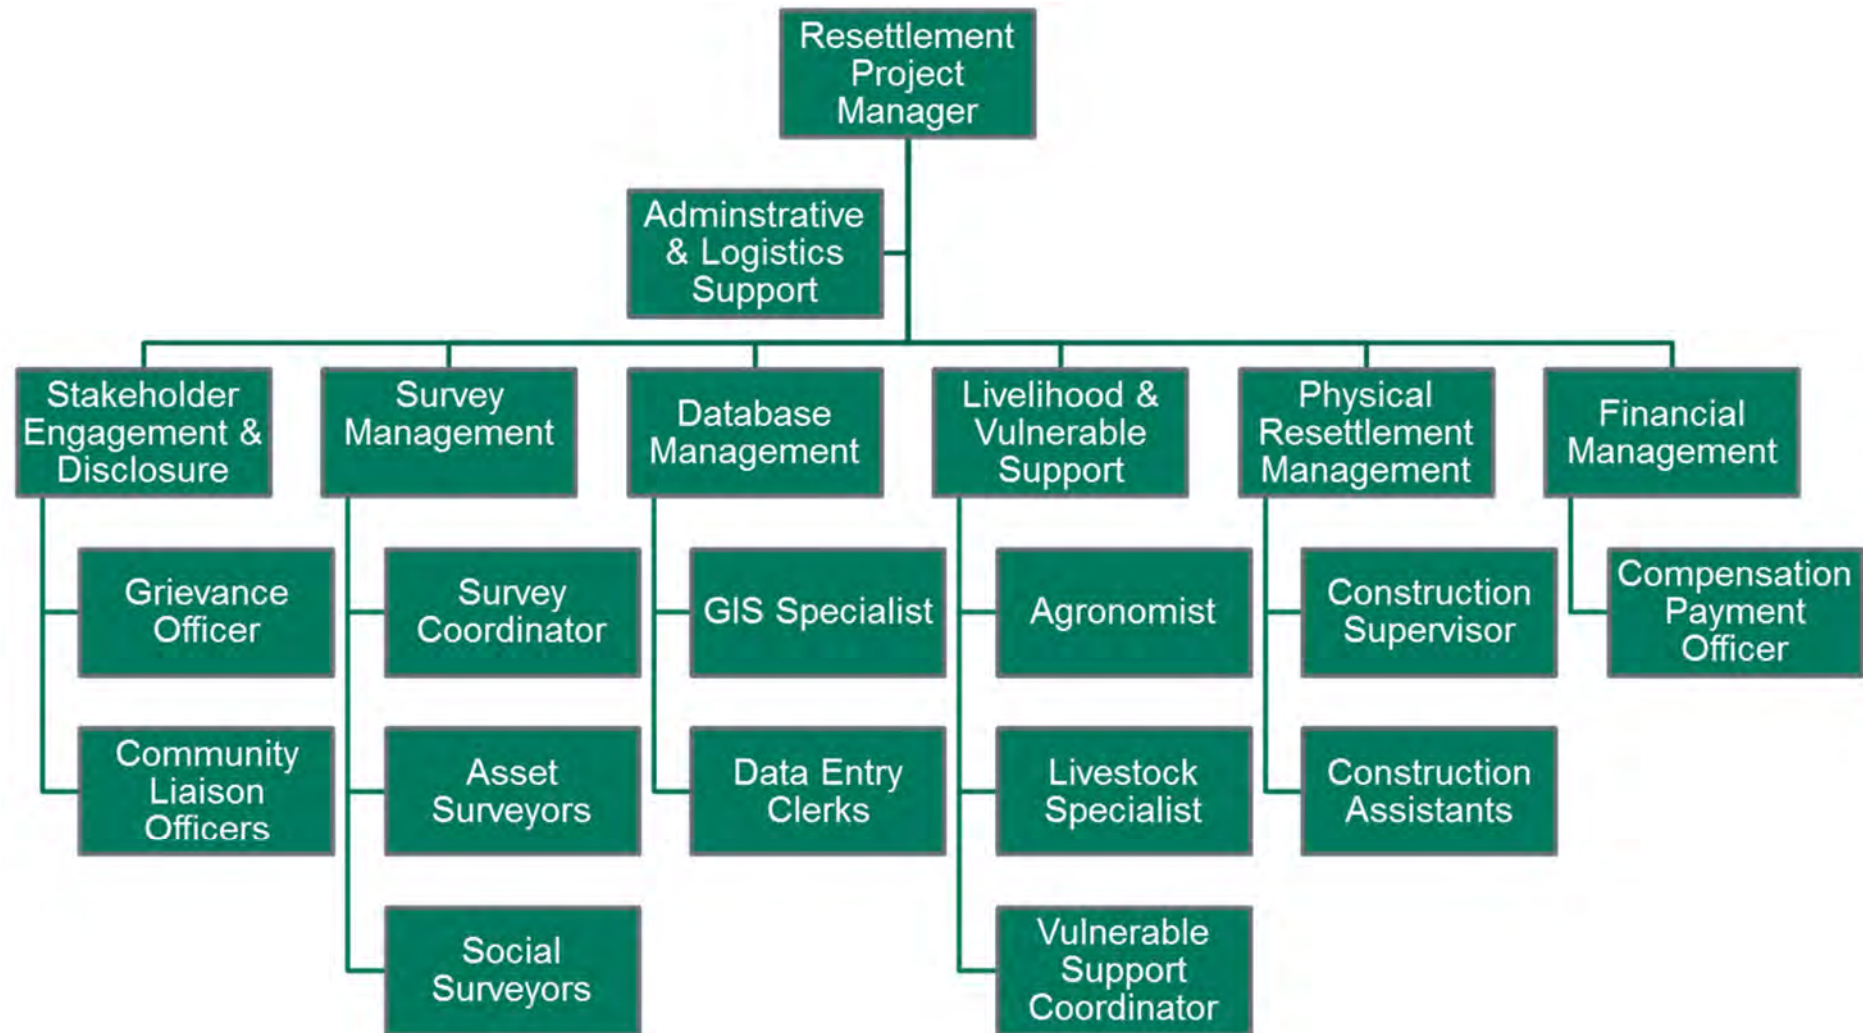 Resettlement
Project
Manager
Adminstrative
& Logistics
Support
Stakeholder
Engagement &
Disclosure
Survey
Management
Database
Management
Livelihood &
Vulnerable
Support
Physical
Resettlement
Management
Financial
Management
Grievance
Officer
Survey
Coordinator
GIS Specialist
Agronomist
Construction
Supervisor
Compensation
Payment
Officer
Community
Liaison
Officers
Asset
Surveyors
Data Entry
Clerks
Livestock
Specialist
Construction
Assistants
Social
Surveyors
Vulnerable
Support
Coordinator